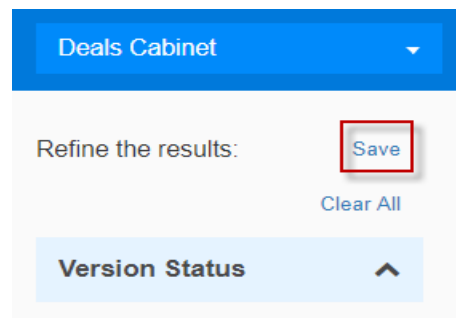 Deals Cabinet
Refine the results: Save
Clear All
Version Status